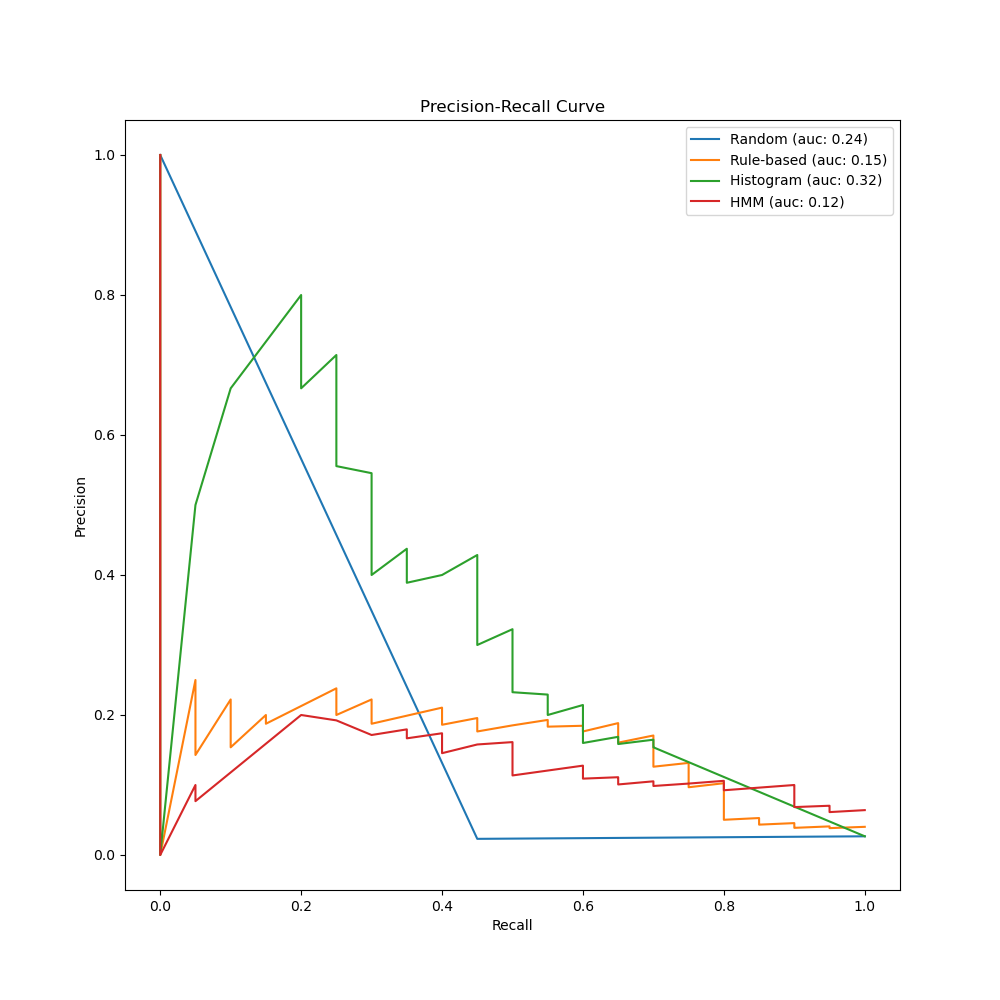 Precision-Recall Curve
Random (auc: 0.24)
Rule-based (auc: 0.15)
Histogram (auc: 0.32)
HMM (auc: 0.12)
1.0
0.8
0.6
0.4
0.2
0.0
Precision
0.0 0.2 0.4 0.6 0.8 1.0
Recall